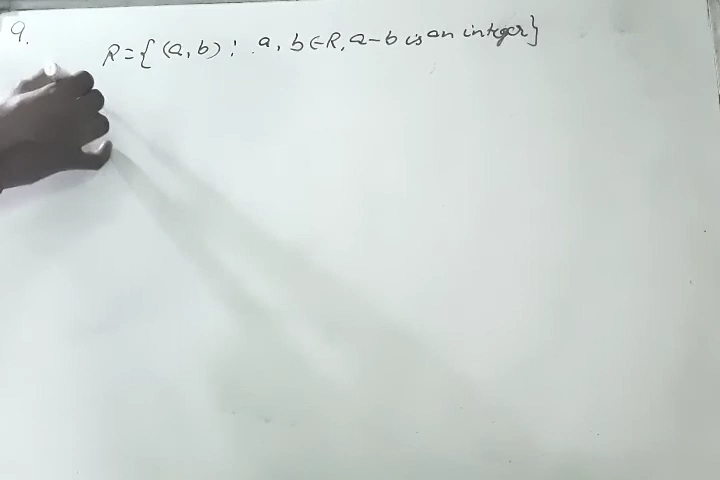 9.
R = { (a, b) : a, b ∈ R, a - b is an integer }